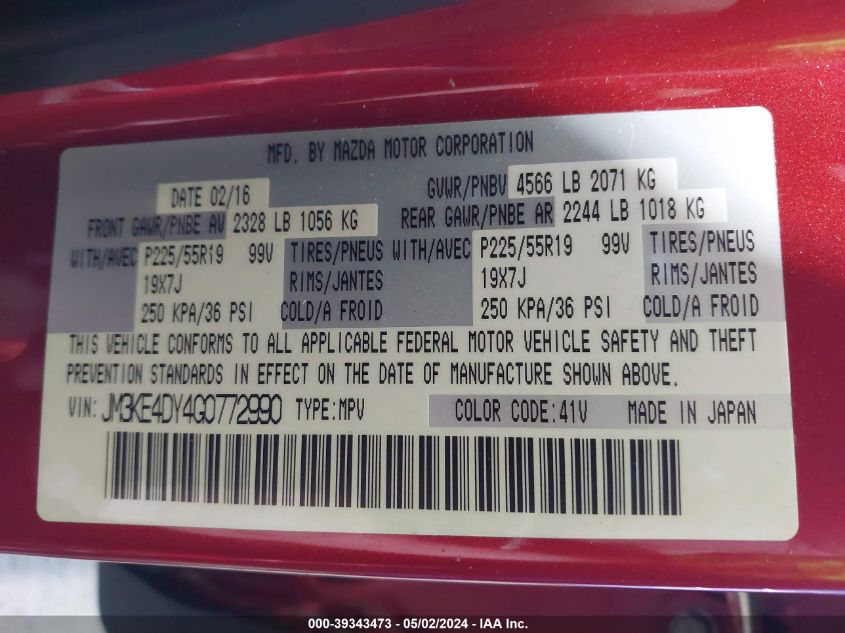 MFD. BY MAZDA MOTOR CORPORATION
DATE 02/16 GVWR/PNBV 4566 LB 2071 KG
FRONT GAWR/PNBE AV 2328 LB 1056 KG REAR GAWR/PNBE AR 2244 LB 1018 KG
WITH/AVEC P225/55R19 99V TIRES/PNEUS WITH/AVEC P225/55R19 99V TIRES/PNEUS
19X7J RIMS/JANTES 19X7J RIMS/JANTES
250 KPA/36 PSI COLD/A FROID 250 KPA/36 PSI COLD/A FROID
THIS VEHICLE CONFORMS TO ALL APPLICABLE FEDERAL MOTOR VEHICLE SAFETY AND THEFT
PREVENTION STANDARDS IN EFFECT ON THE DATE OF MANUFACTURE SHOWN ABOVE.
VIN: JM3KE4DY4G0772990 TYPE:MPV COLOR CODE:41V MADE IN JAPAN
000-39343473 - 05/02/2024 - © IAA Inc.